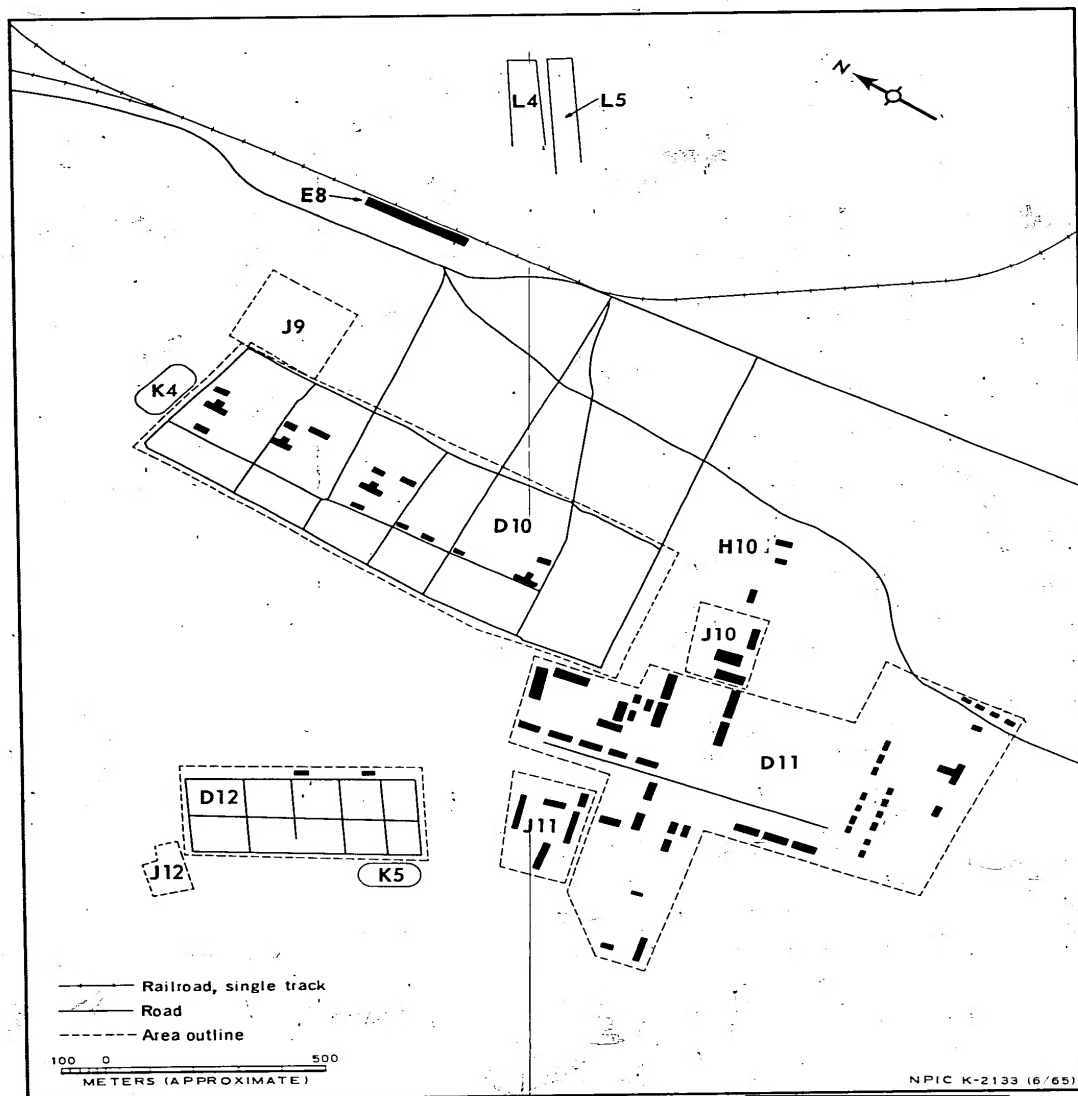 N
L4
L5
E8
J9
K4
D10
H10
J10
D11
D12
J11
J12
K5
Railroad, single track
Road
Area outline
100 0 500
METERS (APPROXIMATE)
NPIC K-2133 (6/65)